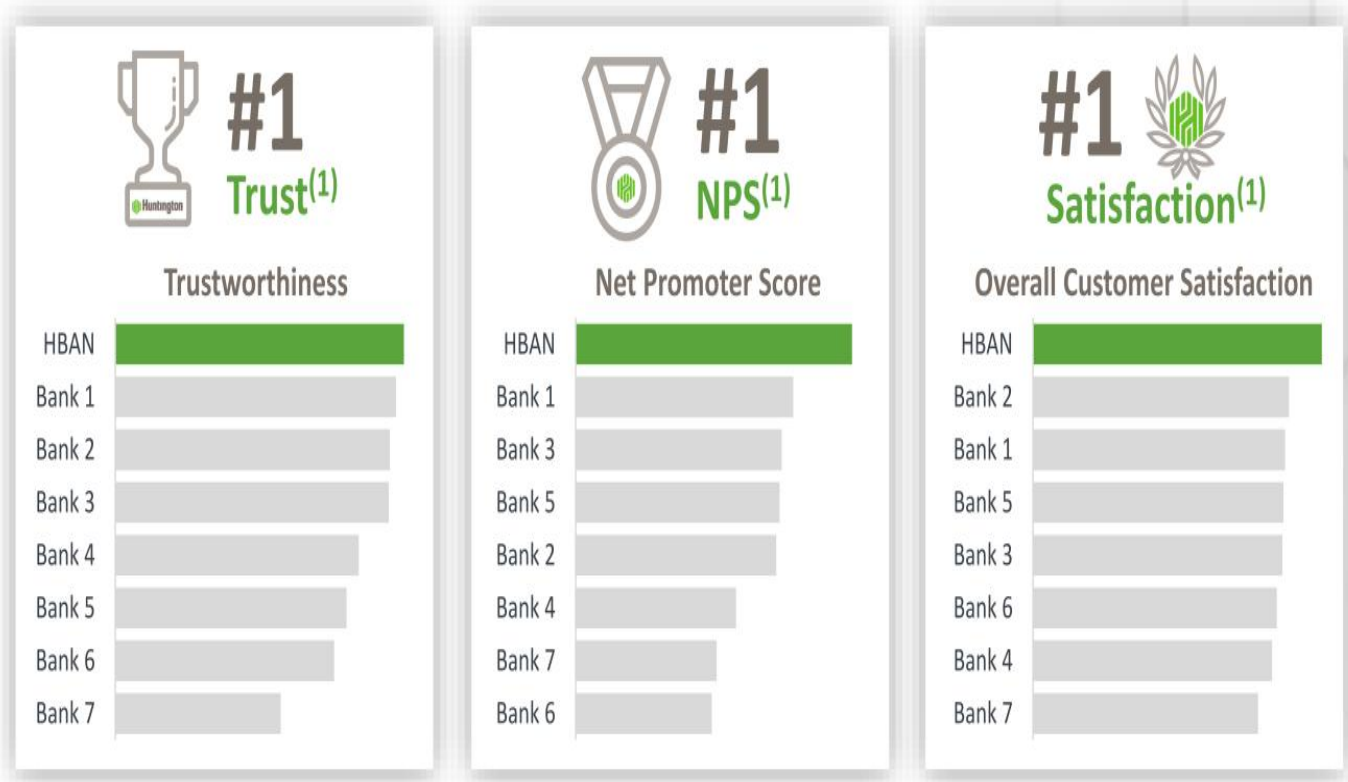 #1
Trust(1)
Huntington
Trustworthiness
HBAN
Bank 1
Bank 2
Bank 3
Bank 4
Bank 5
Bank 6
Bank 7
#1
NPS(1)
Net Promoter Score
HBAN
Bank 1
Bank 3
Bank 5
Bank 2
Bank 4
Bank 7
Bank 6
#1
Satisfaction(1)
Overall Customer Satisfaction
HBAN
Bank 2
Bank 1
Bank 5
Bank 3
Bank 6
Bank 4
Bank 7